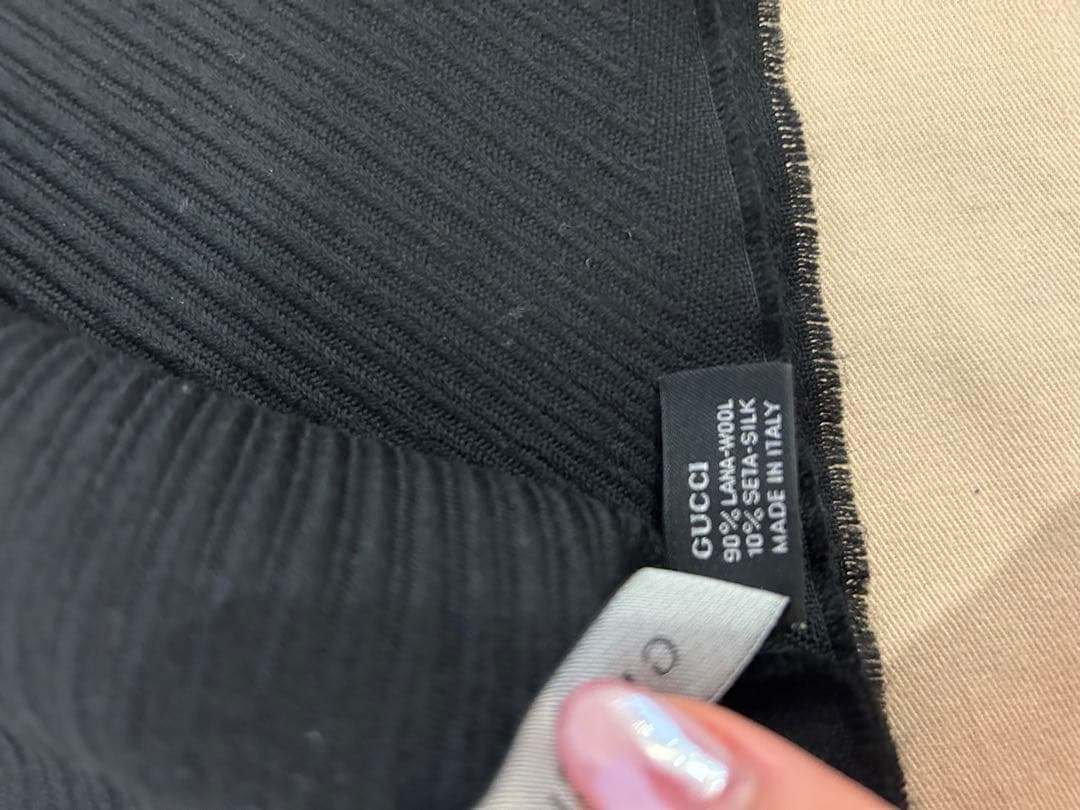 GUCCI
90% LANA-WOOL
10% SETA-SILK
MADE IN ITALY